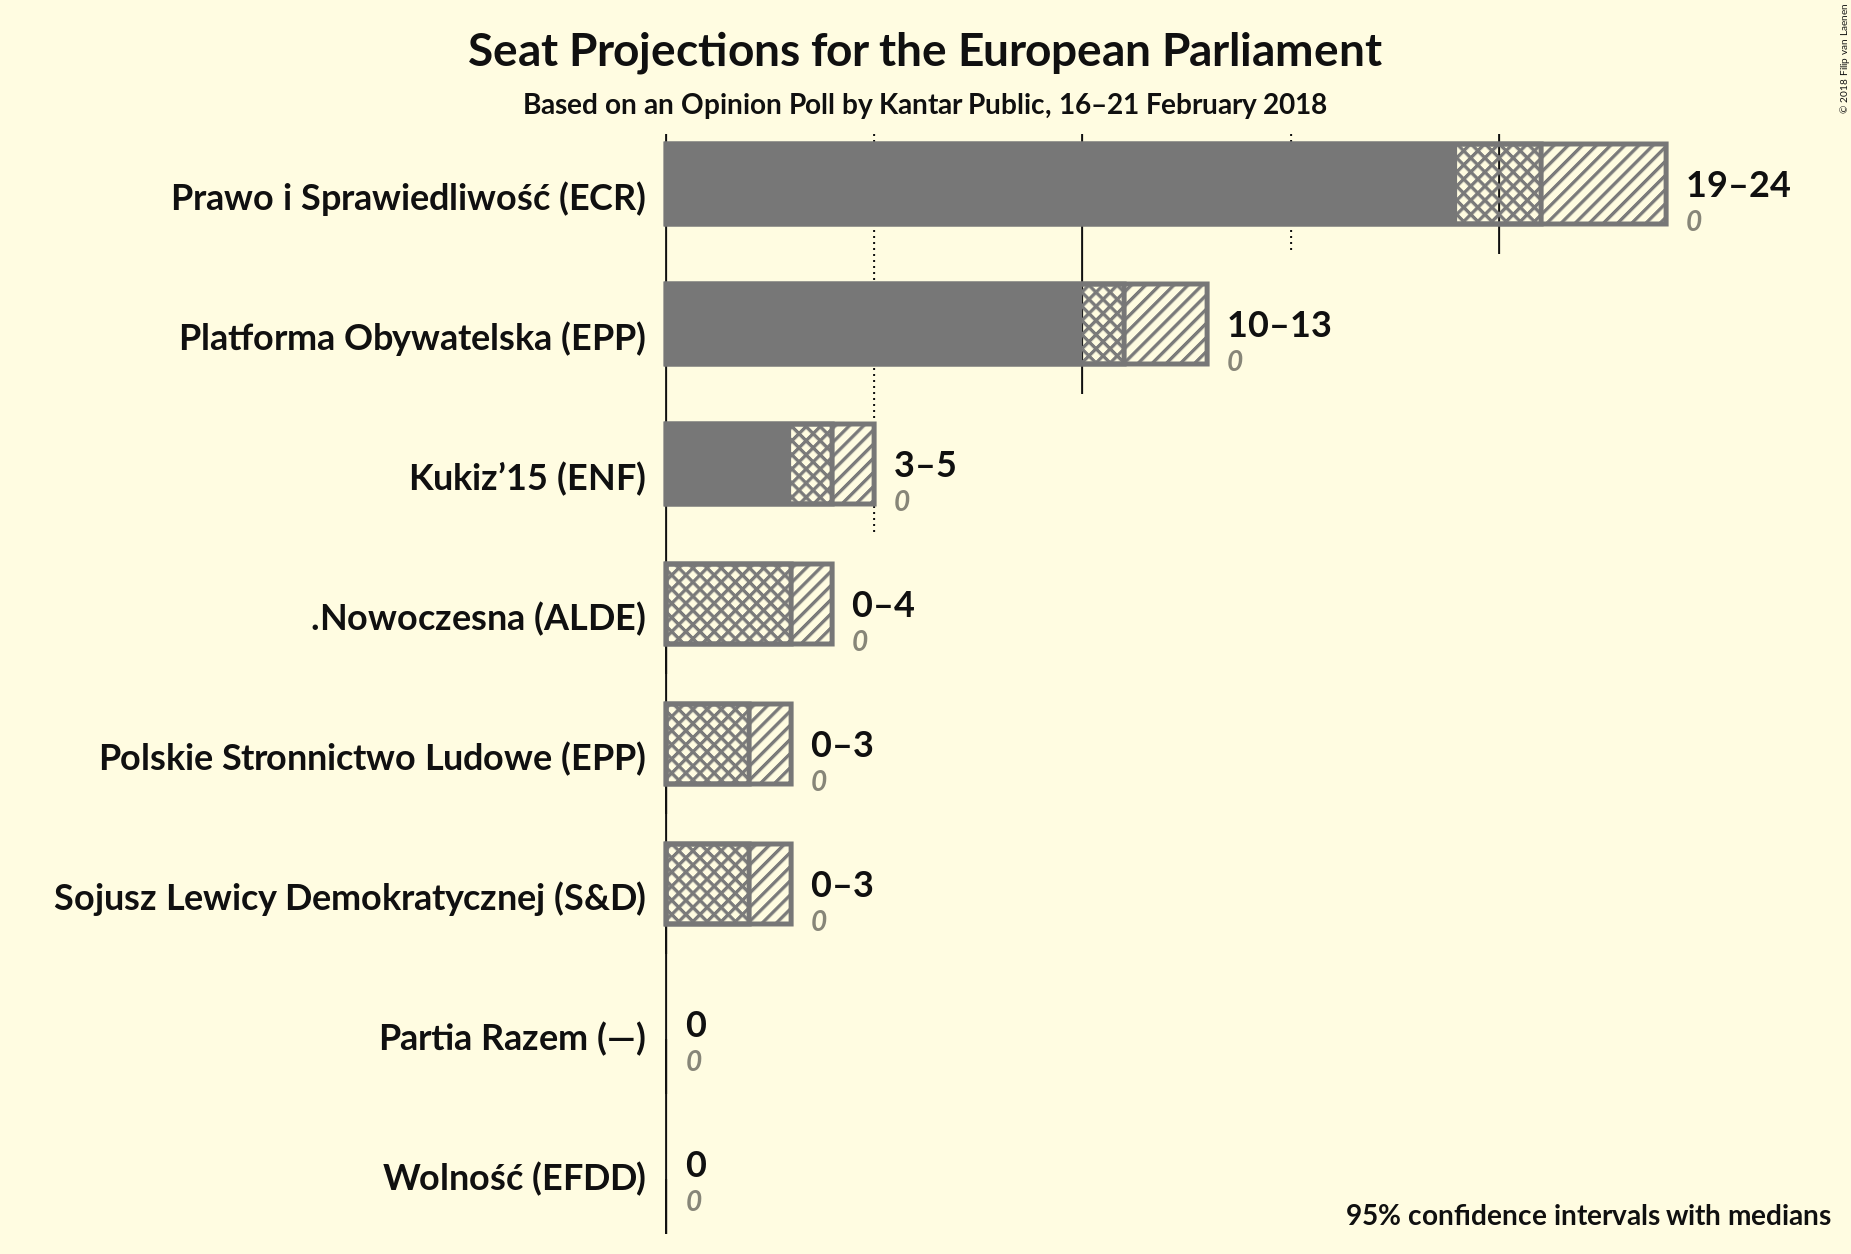 Seat Projections for the European Parliament
Based on an Opinion Poll by Kantar Public, 16–21 February 2018
© 2018 Filip van Laenen
Prawo i Sprawiedliwość (ECR)
19–24
0
Platforma Obywatelska (EPP)
10–13
0
Kukiz’15 (ENF)
3–5
0
.Nowoczesna (ALDE)
0–4
0
Polskie Stronnictwo Ludowe (EPP)
0–3
0
Sojusz Lewicy Demokratycznej (S&D)
0–3
0
Partia Razem (—)
0
0
Wolność (EFDD)
0
0
95% confidence intervals with medians